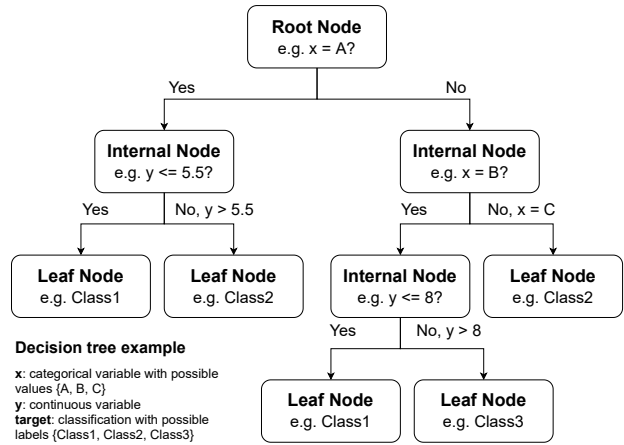 Root Node
e.g. x = A?
Yes
No
Internal Node
e.g. y <= 5.5?
Internal Node
e.g. x = B?
Yes
No, y > 5.5
Yes
No, x = C
Leaf Node
e.g. Class1
Leaf Node
e.g. Class2
Internal Node
e.g. y <= 8?
Leaf Node
e.g. Class2
Yes
No, y > 8
Leaf Node
e.g. Class1
Leaf Node
e.g. Class3
Decision tree example
x: categorical variable with possible
values {A, B, C}
y: continuous variable
target: classification with possible
labels {Class1, Class2, Class3}